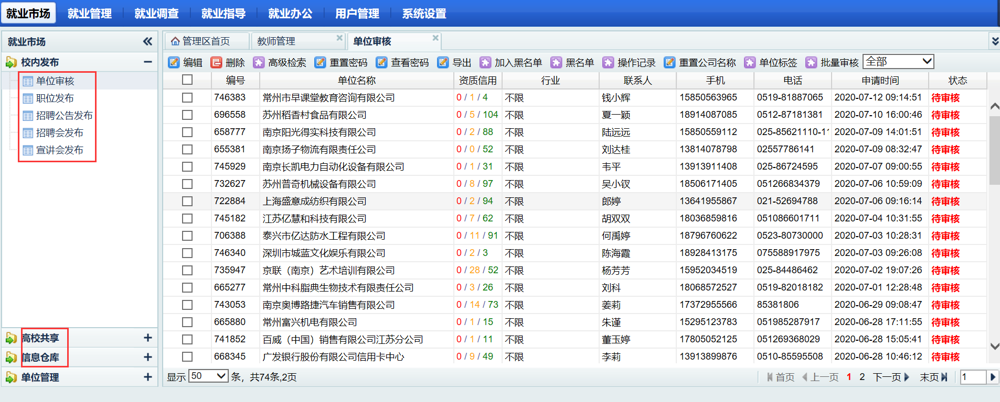 就业市场 就业管理 就业调查 就业指导 就业办公 用户管理 系统设置
就业市场
校内发布
单位审核
职位发布
招聘公告发布
招聘会发布
宣讲会发布
高校共享
信息仓库
单位管理
管理区首页 教师管理 单位审核
编辑 删除 高级检索 重置密码 查看密码 导出 加入黑名单 黑名单 操作记录 重置公司名称 单位标签 批量审核 全部
编号 单位名称 资质信用 行业 联系人 手机 电话 申请时间 状态
746383 常州市早课堂教育咨询有限公司 0 / 1 / 4 不限 钱小辉 15850563965 0519-81887065 2020-07-12 09:14:51 待审核
696558 苏州稻香村食品有限公司 0 / 5 / 104 不限 夏一颖 18914087085 0512-87181381 2020-07-10 16:00:46 待审核
658777 南京阳光得实科技有限公司 0 / 2 / 88 不限 陆远远 15850559112 025-85621110-1 2020-07-09 14:01:51 待审核
655381 南京扬子物流有限责任公司 0 / 0 / 52 不限 刘达桂 13814078798 02557786141 2020-07-09 08:32:47 待审核
745929 南京长凯电力自动化设备有限公司 0 / 1 / 31 不限 韦平 13913911408 025-86724595 2020-07-07 09:00:55 待审核
732627 苏州普奇机械设备有限公司 0 / 8 / 97 不限 吴小钗 18506171405 051266834379 2020-07-06 10:59:09 待审核
722884 上海盛意成纺织有限公司 0 / 2 / 94 不限 郎婷 13641955867 021-52694788 2020-07-06 09:16:14 待审核
745182 江苏亿慧和科技有限公司 0 / 7 / 62 不限 胡双双 18036859816 051086601711 2020-07-04 10:31:55 待审核
706388 泰兴市亿达防水工程有限公司 0 / 11 / 91 不限 何禹婷 18796760622 0523-80730000 2020-07-03 10:28:31 待审核
746340 深圳市城蓝文化娱乐有限公司 0 / 2 / 3 不限 陈海霞 18928413175 075588917975 2020-07-03 09:26:08 待审核
735947 京联（南京）艺术培训有限公司 0 / 28 / 52 不限 杨芳芳 15952034519 025-84486462 2020-07-02 19:07:26 待审核
665277 常州中科脂典生物技术有限责任公司 0 / 3 / 26 不限 刘科 18068572527 0519-82018182 2020-07-01 12:28:48 待审核
743053 南京奥博路捷汽车销售有限公司 0 / 14 / 73 不限 姜莉 17372955566 85381806 2020-06-29 09:08:47 待审核
665880 常州富兴机电有限公司 0 / 1 / 15 不限 朱谨 15295123783 051985287917 2020-06-28 17:11:55 待审核
741852 百威（中国）销售有限公司江苏分公司 0 / 1 / 11 不限 董玉婷 17805052125 051269368029 2020-06-28 15:05:41 待审核
668345 广发银行股份有限公司信用卡中心 0 / 9 / 49 不限 李莉 13913899876 0510-85595508 2020-06-28 10:46:12 待审核
显示 50 条，共74条,2页 首页 上一页 1 2 下一页 末页 1